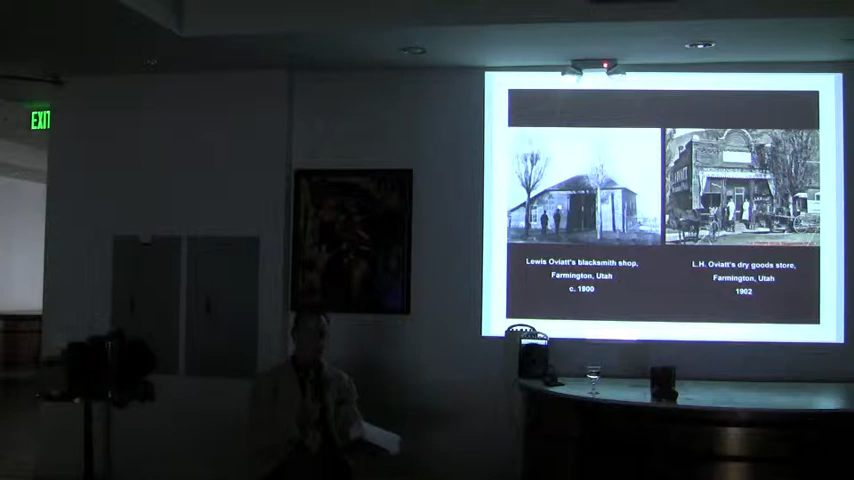 EXIT
Lewis Oviatt's blacksmith shop,
Farmington, Utah
c. 1900
L.H. Oviatt's dry goods store,
Farmington, Utah
1902